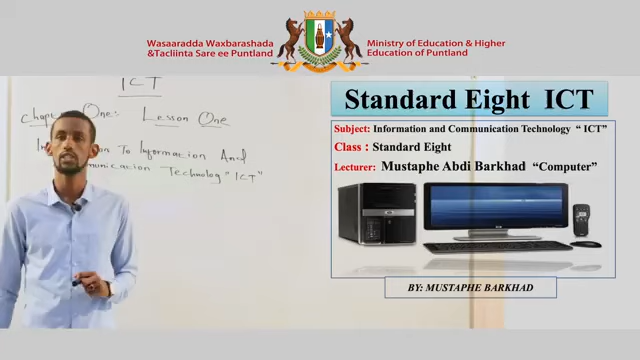 Wasaaradda Waxbarashada
&Tacliinta Sare ee Puntland
Ministry of Education & Higher
Education of Puntland
ICT
One: Lesson One
To Information And
Technolog "ICT"
Standard Eight ICT
Subject: Information and Communication Technology “ ICT”
Class : Standard Eight
Lecturer: Mustaphe Abdi Barkhad “Computer”
BY: MUSTAPHE BARKHAD